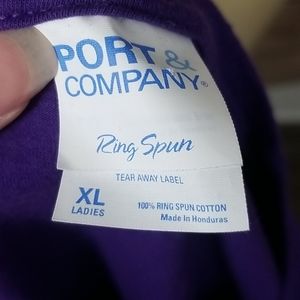 PORT &
COMPANY®
Ring Spun
TEAR AWAY LABEL
XL
LADIES
100% RING SPUN COTTON
Made In Honduras